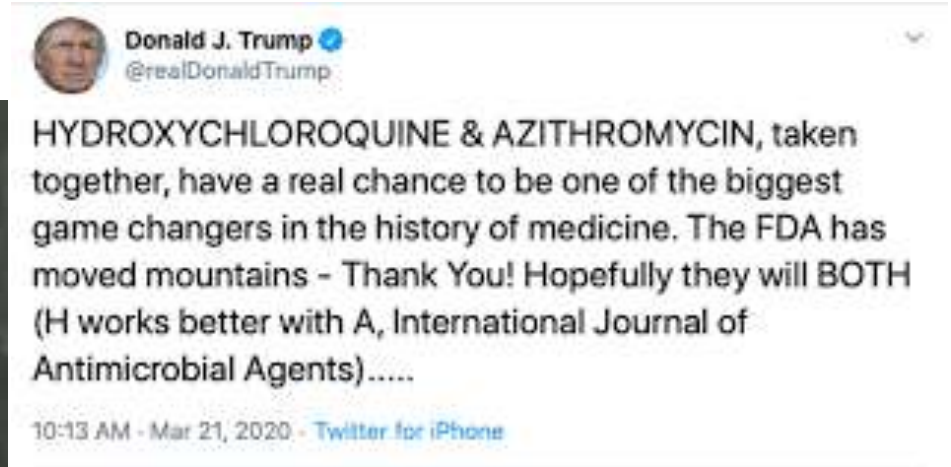 Donald J. Trump
@realDonaldTrump
HYDROXYCHLOROQUINE & AZITHROMYCIN, taken
together, have a real chance to be one of the biggest
game changers in the history of medicine. The FDA has
moved mountains - Thank You! Hopefully they will BOTH
(H works better with A, International Journal of
Antimicrobial Agents).....
10:13 AM · Mar 21, 2020 · Twitter for iPhone